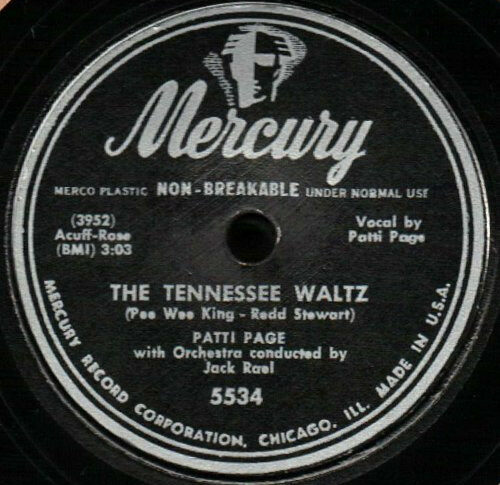 Mercury
MERCO PLASTIC NON-BREAKABLE UNDER NORMAL USE
(3952)
Acuff-Rose
(BMI) 3:03
Vocal by
Patti Page
THE TENNESSEE WALTZ
(Pee Wee King - Redd Stewart)
PATTI PAGE
with Orchestra conducted by
Jack Rael
5534
MERCURY RECORD CORPORATION, CHICAGO, ILL. MADE IN U.S.A.